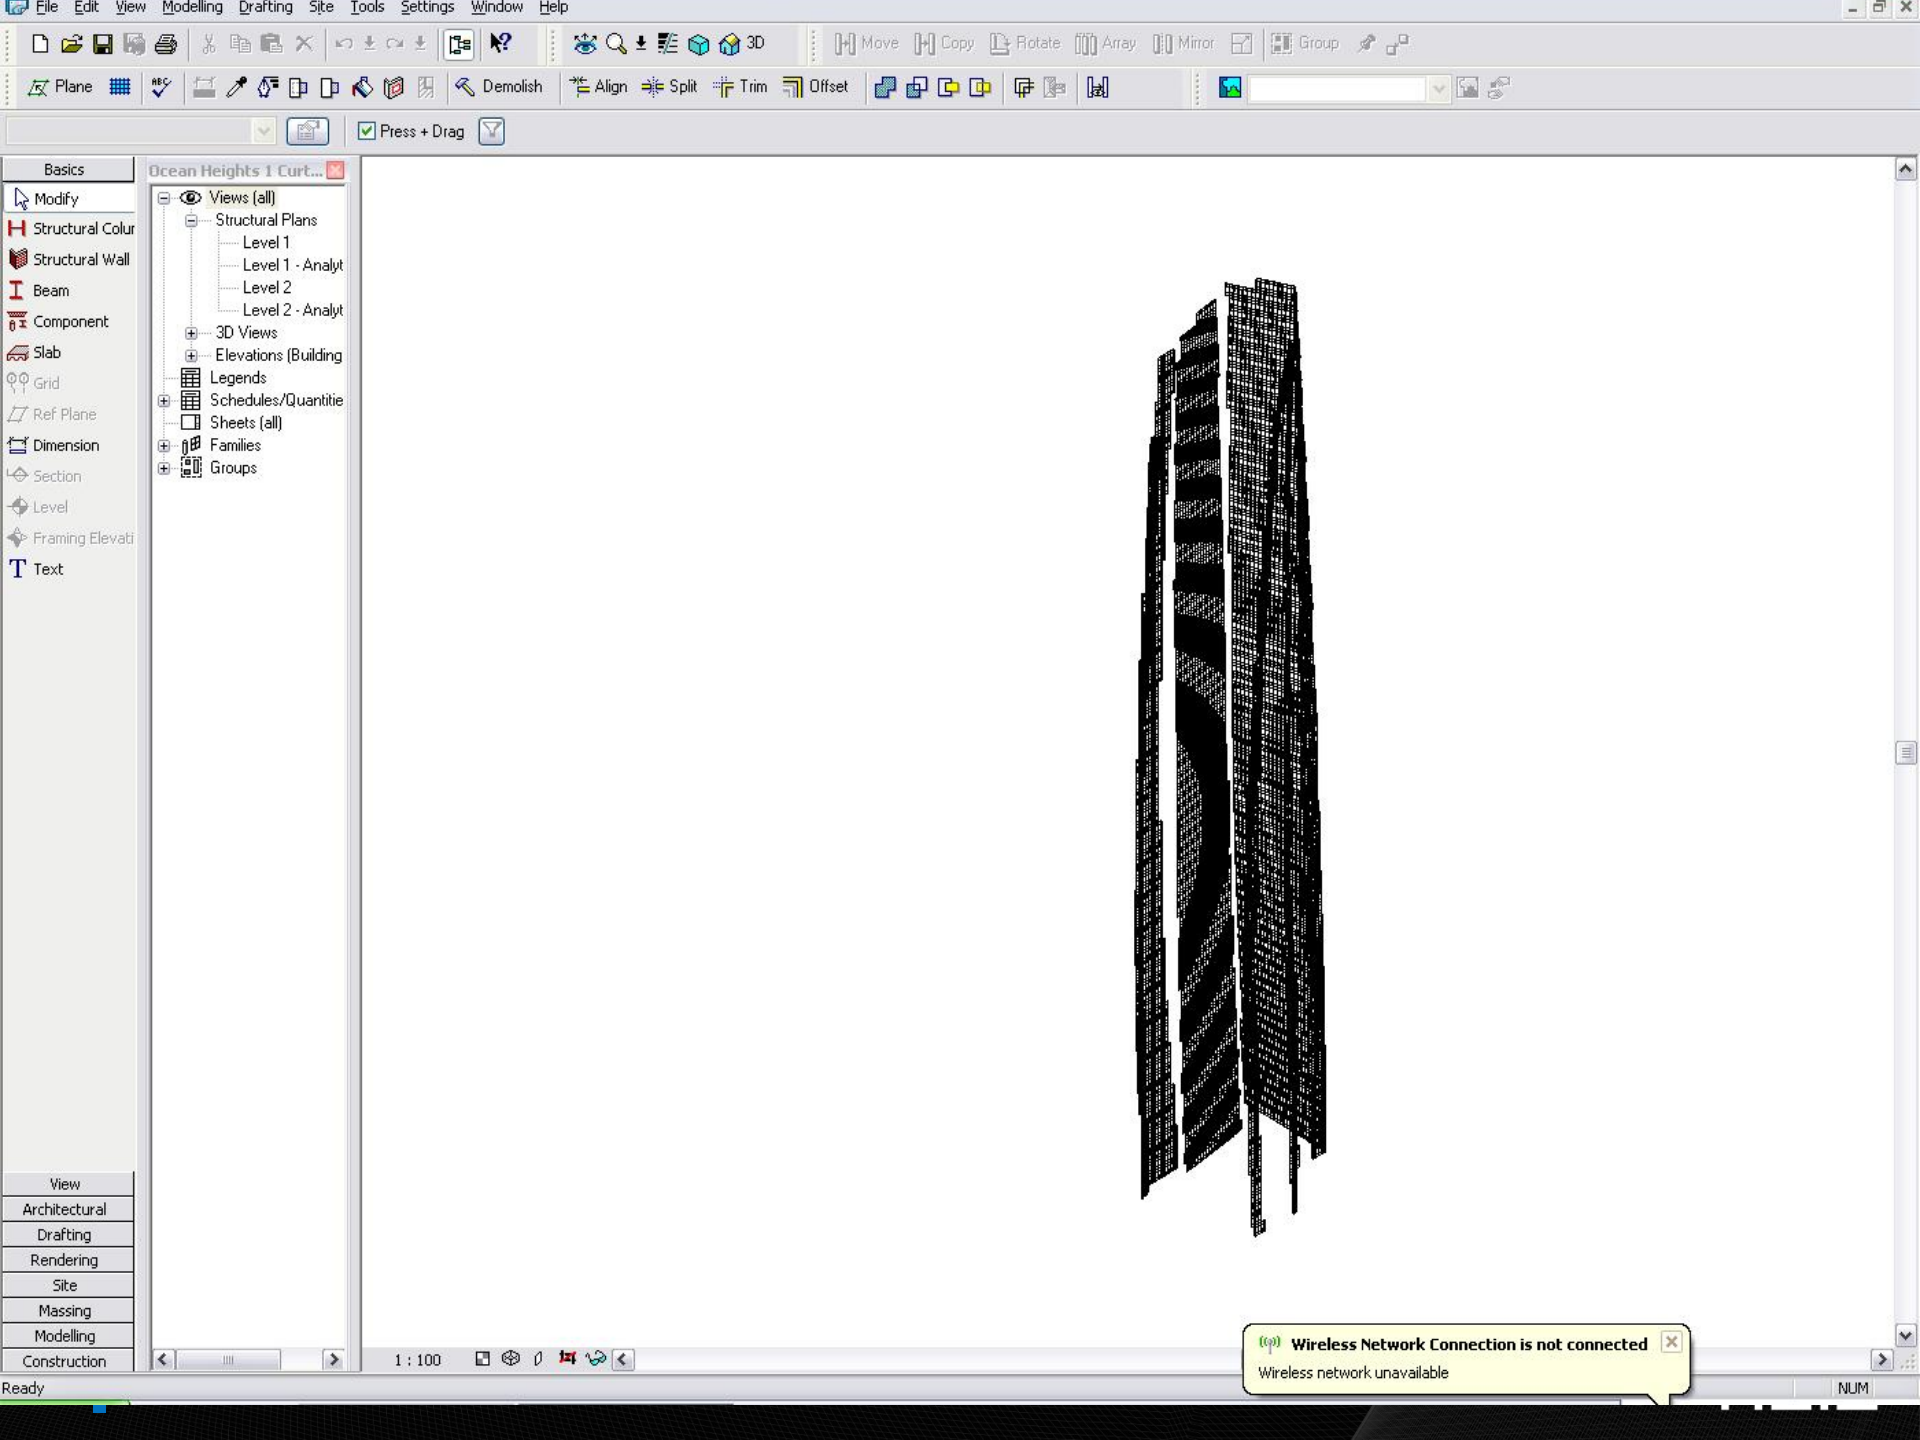 File Edit View Modelling Drafting Site Tools Settings Window Help
3D Move Copy Rotate Array Mirror Group
Plane Demolish Align Split Trim Offset
Press + Drag
Basics
Modify
Structural Colur
Structural Wall
Beam
Component
Slab
Grid
Ref Plane
Dimension
Section
Level
Framing Elevati
Text
View
Architectural
Drafting
Rendering
Site
Massing
Modelling
Construction
Ocean Heights 1 Curt...
Views (all)
Structural Plans
Level 1
Level 1 - Analyt
Level 2
Level 2 - Analyt
3D Views
Elevations (Building
Legends
Schedules/Quantitie
Sheets (all)
Families
Groups
1 : 100
Wireless Network Connection is not connected
Wireless network unavailable
Ready
NUM